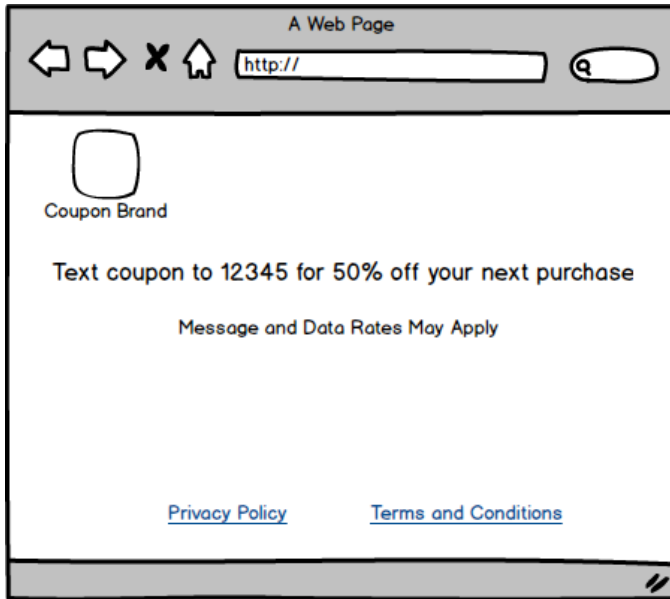 A Web Page
http://
Coupon Brand
Text coupon to 12345 for 50% off your next purchase
Message and Data Rates May Apply
Privacy Policy Terms and Conditions